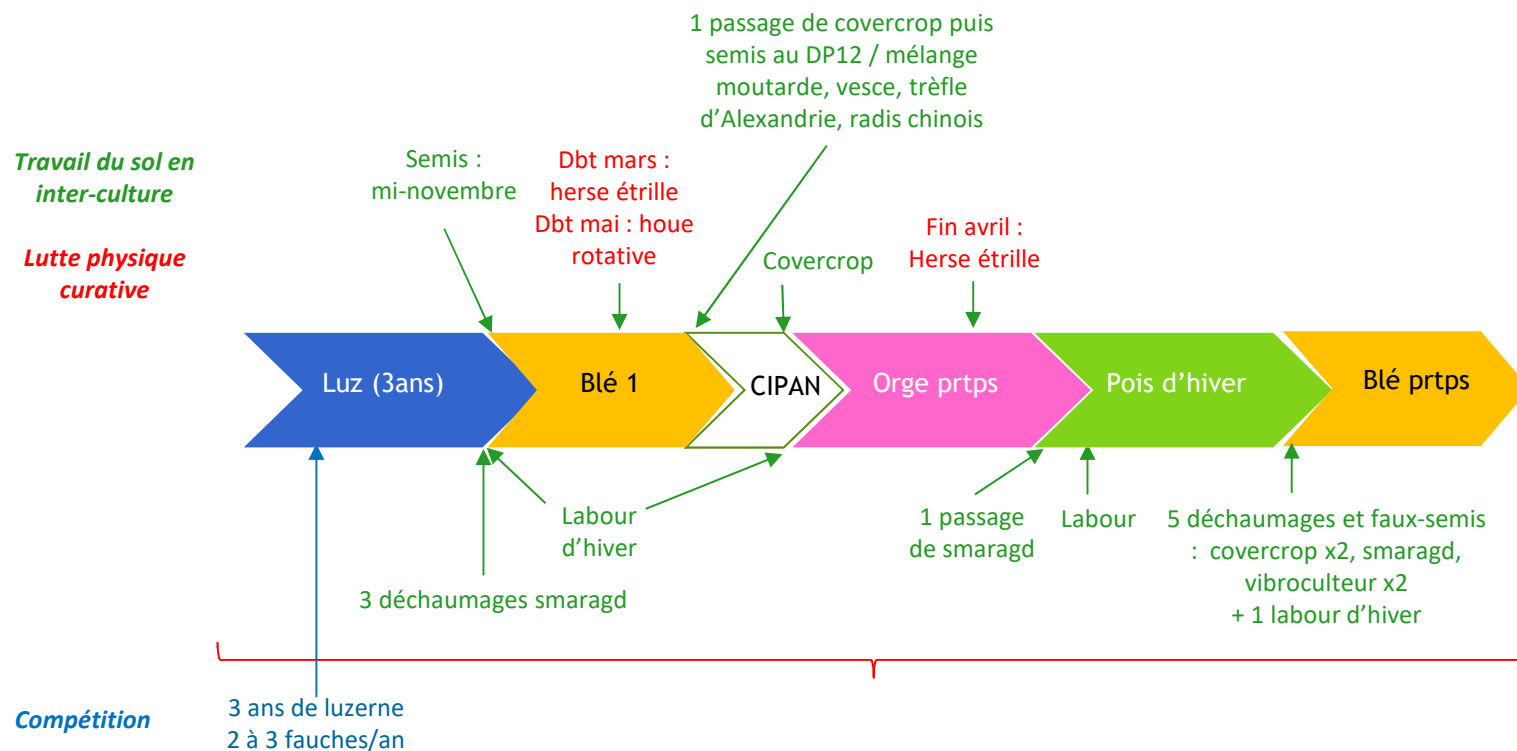 1 passage de covercrop puis
semis au DP12 / mélange
moutarde, vesce, trèfle
d'Alexandrie, radis chinois
Travail du sol en
inter-culture
Semis :
mi-novembre
Dbt mars :
herse étrille
Dbt mai : houe
rotative
Lutte physique
curative
Covercrop
Fin avril :
Herse étrille
Luz (3ans)
Blé 1
CIPAN
Orge prtps
Pois d'hiver
Blé prtps
Labour
d'hiver
3 déchaumages smaragd
1 passage
de smaragd
Labour
5 déchaumages et faux-semis
: covercrop x2, smaragd,
vibroculteur x2
+ 1 labour d'hiver
Compétition
3 ans de luzerne
2 à 3 fauches/an